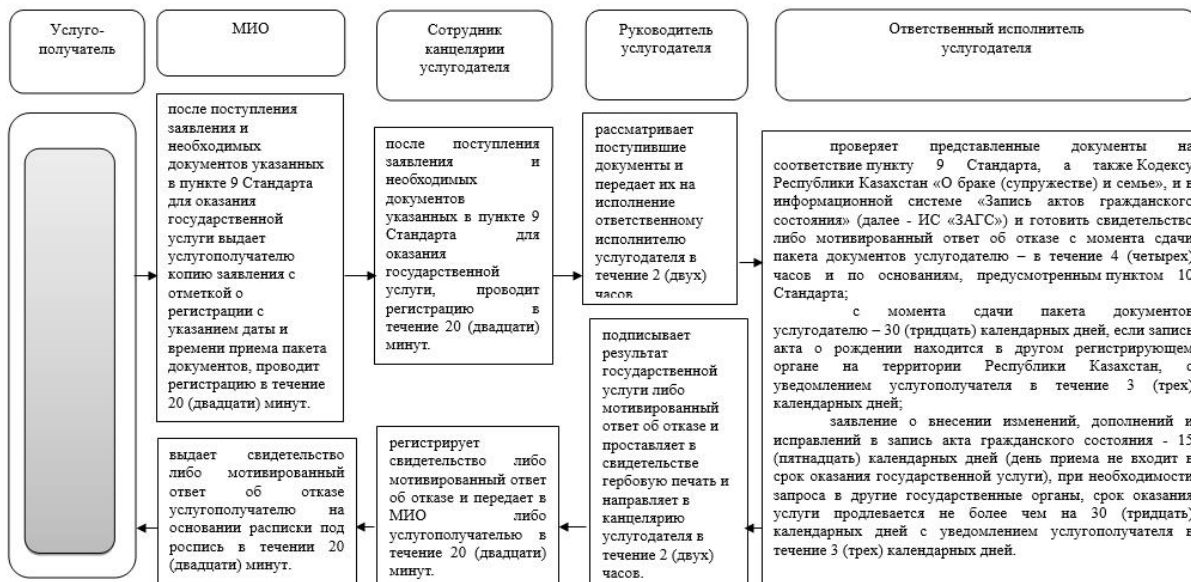 Услуго-
получатель
МИО
Сотрудник
канцелярии
услугодателя
Руководитель
услугодателя
Ответственный исполнитель
услугодателя
после поступления
заявления и
необходимых
документов указанных
в пункте 9 Стандарта
для оказания
государственной
услуги выдает
услугополучателю
копию заявления с
отметкой о
регистрации с
указанием даты и
времени приема пакета
документов, проводит
регистрацию в течение
20 (двадцати) минут.
после поступления
заявления и
необходимых
документов
указанных в пункте 9
Стандарта для
оказания
государственной
услуги, проводит
регистрацию в
течение 20 (двадцати)
минут.
рассматривает
поступившие
документы и
передает их на
исполнение
ответственному
исполнителю
услугодателя в
течение 2 (двух)
часов
проверяет представленные документы на
соответствие пункту 9 Стандарта, а также Кодексу
Республики Казахстан «О браке (супружестве) и семье», и в
информационной системе «Запись актов гражданского
состояния» (далее - ИС «ЗАГС») и готовить свидетельство
либо мотивированный ответ об отказе с момента сдачи
пакета документов услугодателю – в течение 4 (четырех)
часов и по основаниям, предусмотренным пунктом 10
Стандарта;
с момента сдачи пакета документов
услугодателю – 30 (тридцать) календарных дней, если запись
акта о рождении находится в другом регистрирующем
органе на территории Республики Казахстан, с
уведомлением услугополучателя в течение 3 (трех)
календарных дней;
заявление о внесении изменений, дополнений и
исправлений в запись акта гражданского состояния - 15
(пятнадцать) календарных дней (день приема не входит в
срок оказания государственной услуги), при необходимости
запроса в другие государственные органы, срок оказания
услуги продлевается не более чем на 30 (тридцать)
календарных дней с уведомлением услугополучателя в
течение 3 (трех) календарных дней.
подписывает
результат
государственной
услуги либо
мотивированный
ответ об отказе и
проставляет в
свидетельстве
гербовую печать и
направляет в
канцелярию
услугодателя в
течение 2 (двух)
часов.
регистрирует
свидетельство либо
мотивированный ответ
об отказе и передает в
МИО либо
услугополучателью в
течение 20 (двадцати)
минут.
выдает свидетельство
либо мотивированный
ответ об отказе
услугополучателю на
основании расписки под
роспись в течении 20
(двадцати) минут.